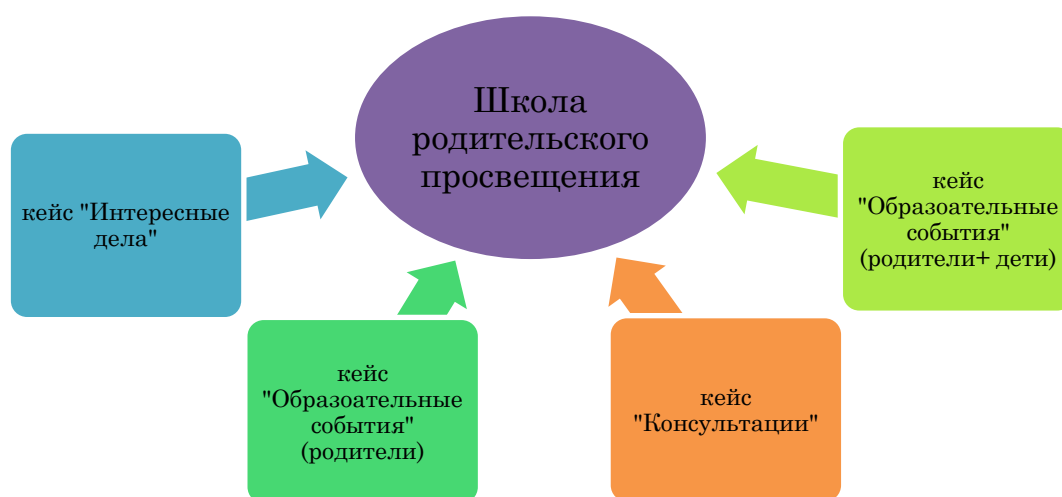 Школа
родительского
просвещения
кейс "Интересные
дела"
кейс
"Образоательные
события"
(родители)
кейс
"Консультации"
кейс
"Образоательные
события"
(родители+ дети)